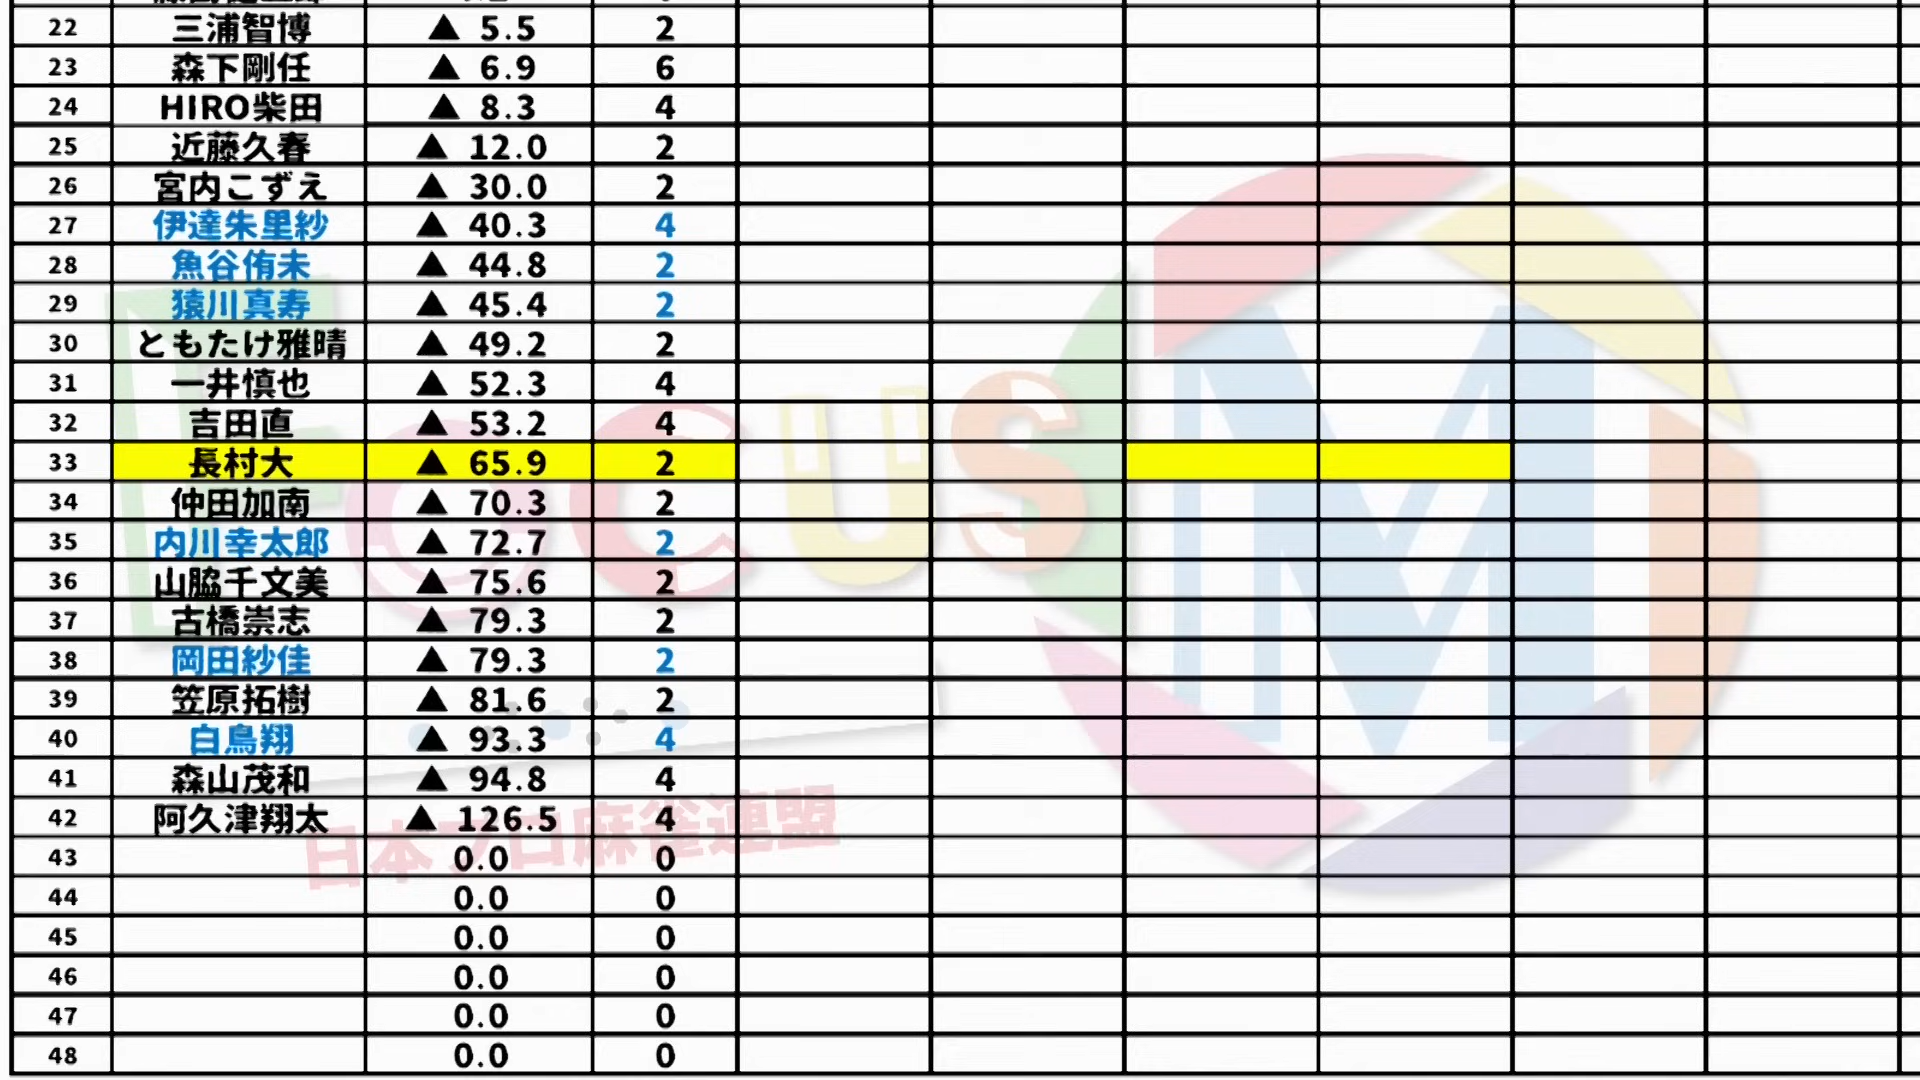 22 三浦智博 ▲ 5.5 2
23 森下剛任 ▲ 6.9 6
24 HIRO柴田 ▲ 8.3 4
25 近藤久春 ▲ 12.0 2
26 宮内こずえ ▲ 30.0 2
27 伊達朱里紗 ▲ 40.3 4
28 魚谷侑未 ▲ 44.8 2
29 猿川真寿 ▲ 45.4 2
30 ともたけ雅晴 ▲ 49.2 2
31 一井慎也 ▲ 52.3 4
32 吉田直 ▲ 53.2 4
33 長村大 ▲ 65.9 2
34 仲田加南 ▲ 70.3 2
35 内川幸太郎 ▲ 72.7 2
36 山脇千文美 ▲ 75.6 2
37 古橋崇志 ▲ 79.3 2
38 岡田紗佳 ▲ 79.3 2
39 笠原拓樹 ▲ 81.6 2
40 白鳥翔 ▲ 93.3 4
41 森山茂和 ▲ 94.8 4
42 阿久津翔太 ▲ 126.5 4
43 0.0 0
44 0.0 0
45 0.0 0
46 0.0 0
47 0.0 0
48 0.0 0
FOCUS M
日本プロ麻雀連盟